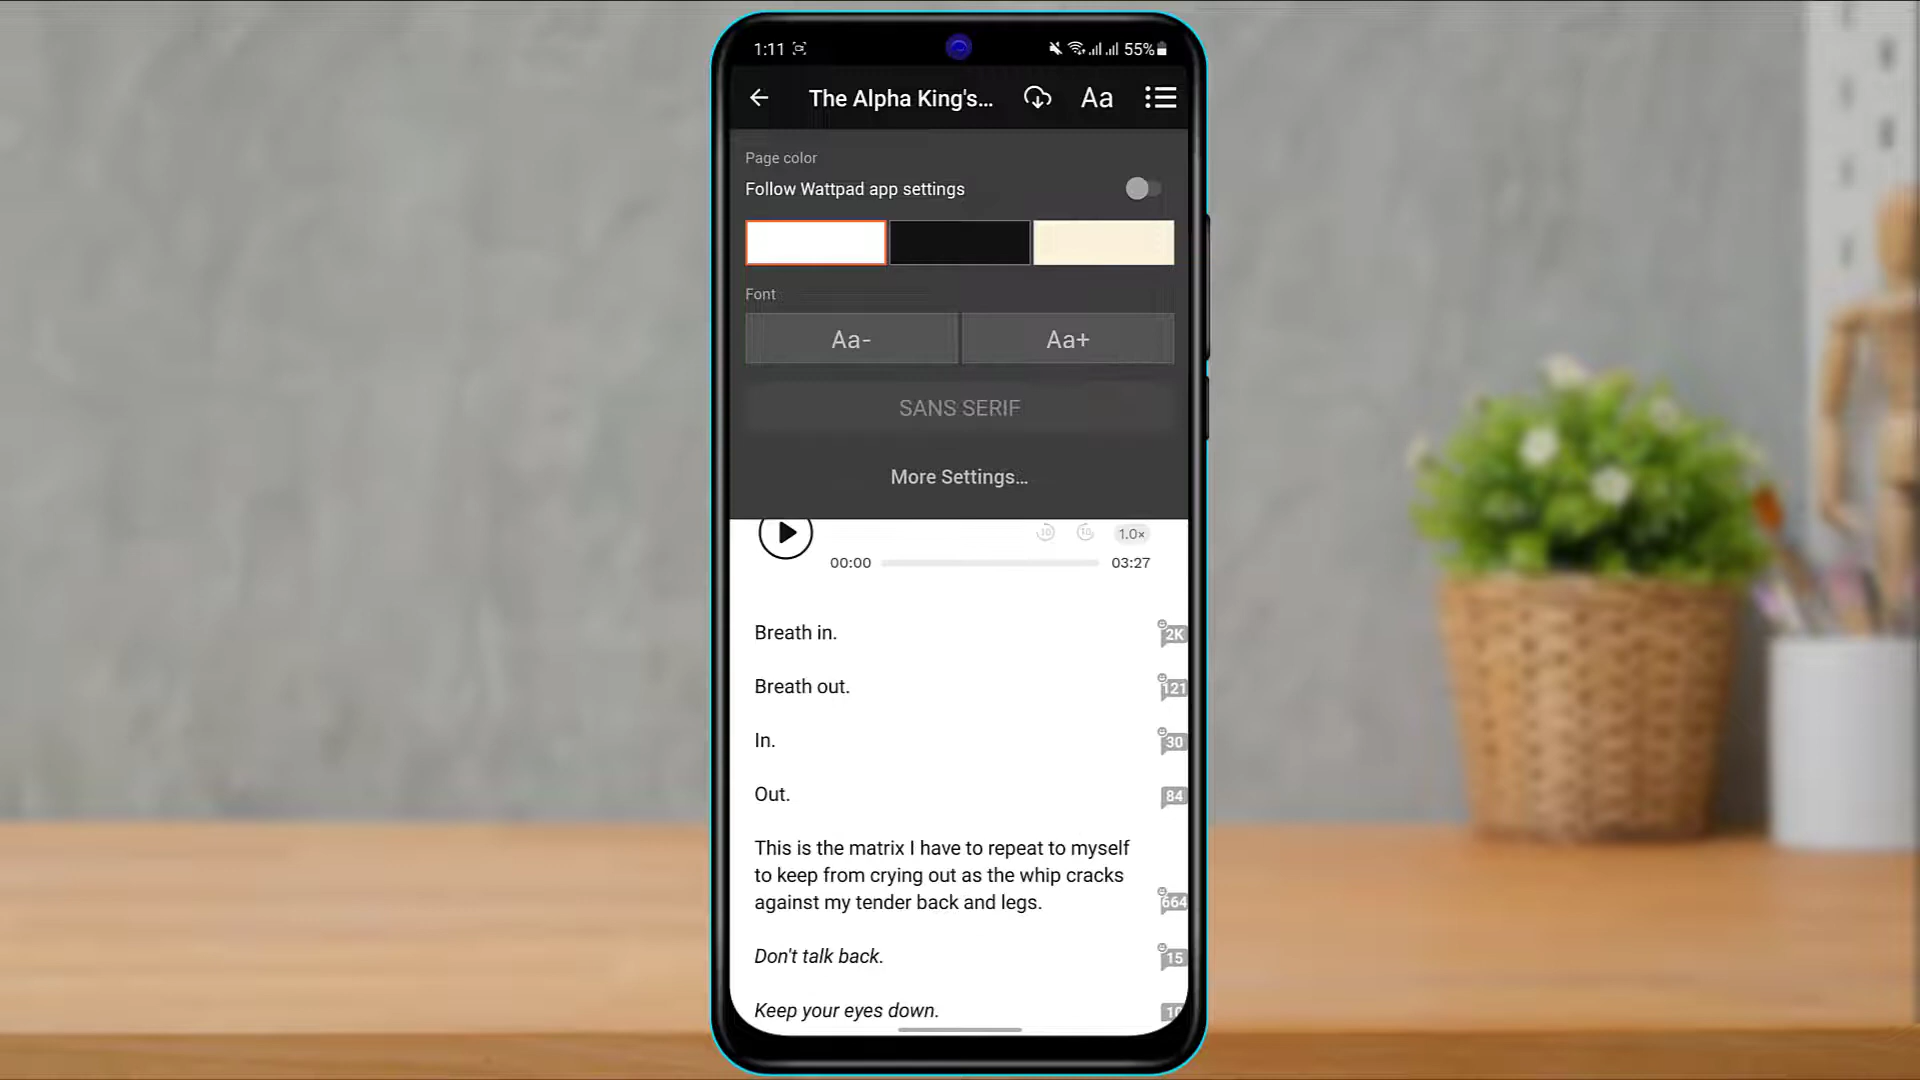 1:11 55%
The Alpha King's... Aa
Page color
Follow Wattpad app settings
Font
Aa- Aa+
SANS SERIF
More Settings...
10 10 1.0×
00:00 03:27
Breath in. 2K
Breath out. 121
In. 30
Out. 84
This is the matrix I have to repeat to myself
to keep from crying out as the whip cracks
against my tender back and legs. 664
Don't talk back. 15
Keep your eyes down.